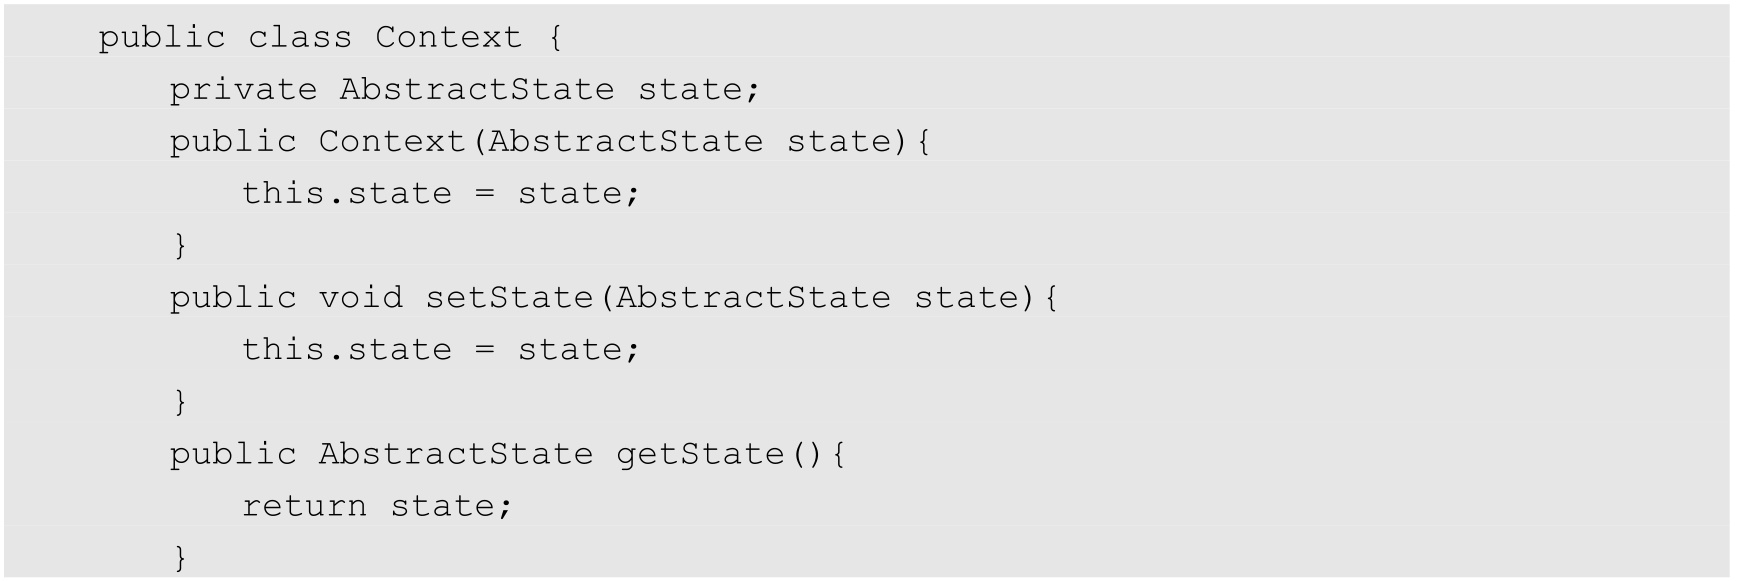 public class Context {
private AbstractState state;
public Context(AbstractState state){
this.state = state;
}
public void setState(AbstractState state){
this.state = state;
}
public AbstractState getState(){
return state;
}